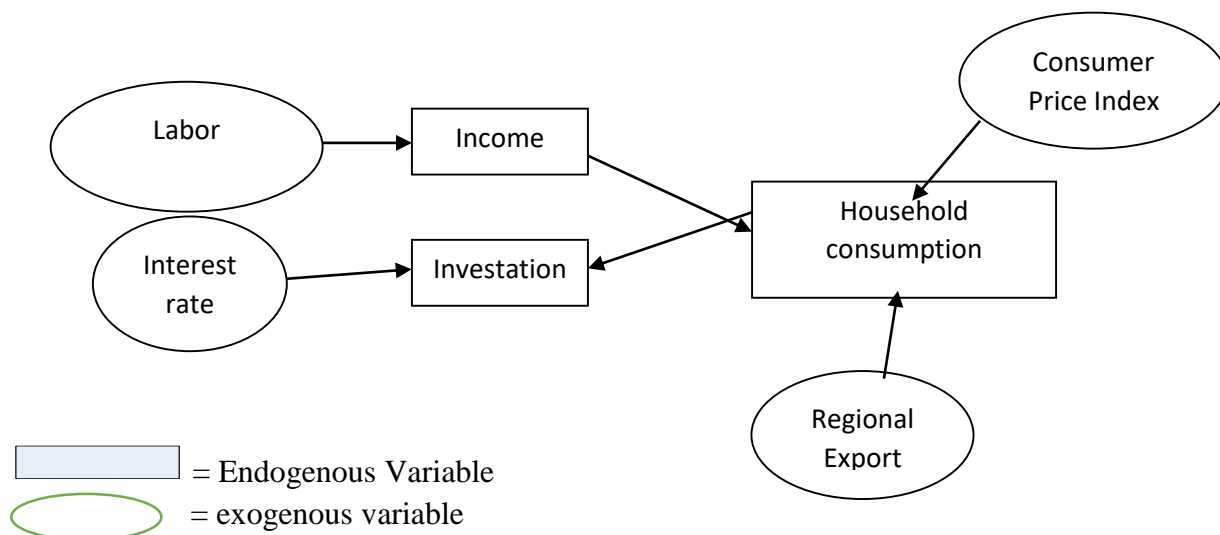 Consumer
Price Index
Labor
Income
Household
consumption
Interest
rate
Investation
Regional
Export
= Endogenous Variable
= exogenous variable